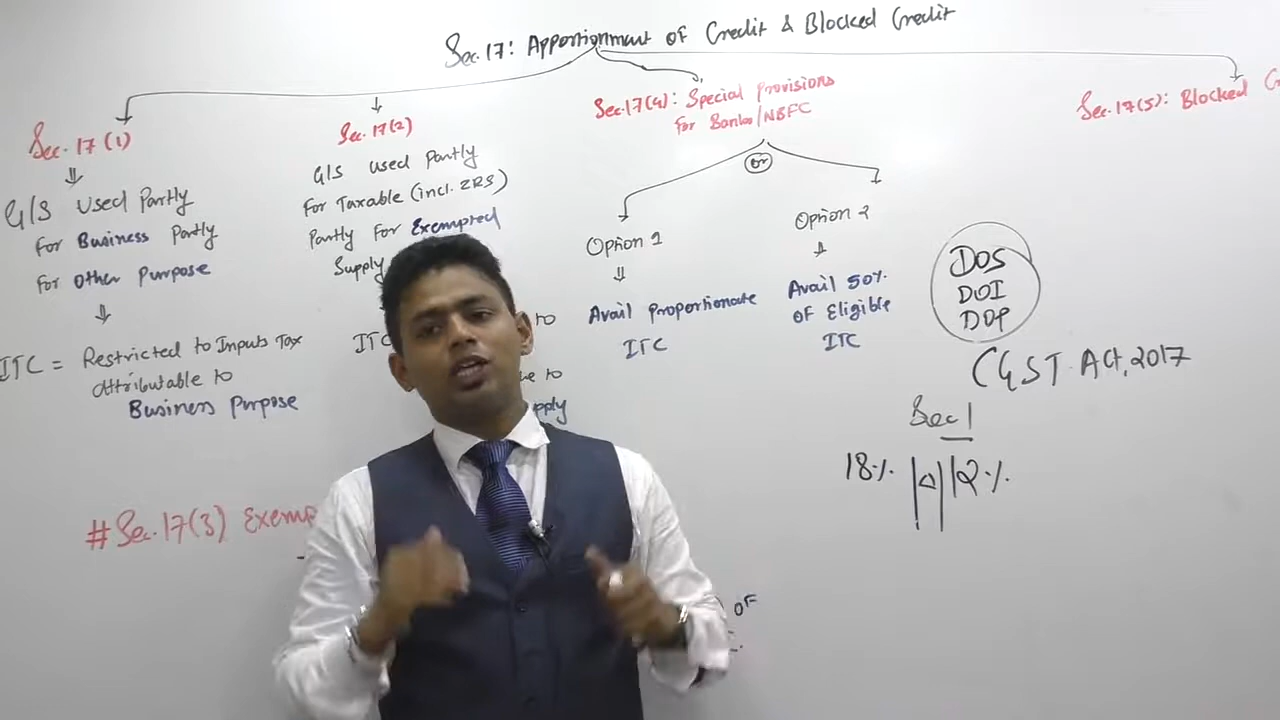 Sec.17: Apportionment of Credit & Blocked Credit
Sec.17(1)
G/S Used Partly
For Business Partly
For Other Purpose
ITC = Restricted to Inputs Tax
Attributable to
Business Purpose
#Sec.17(3) Exemp
Sec.17(2)
G/S used Partly
For Taxable (incl. ZRS)
Partly For Exempted
Supply
ITC
to
to
Sec.17(4): Special Provisions
For Banks/NBFC
Or
Option 1
Avail Proportionate
ITC
Option 2
Avail 50%
OF Eligible
ITC
OF
Sec.17(5): Blocked
DOS
DOI
DOP
CGST Act, 2017
Sec 1
18% 12%